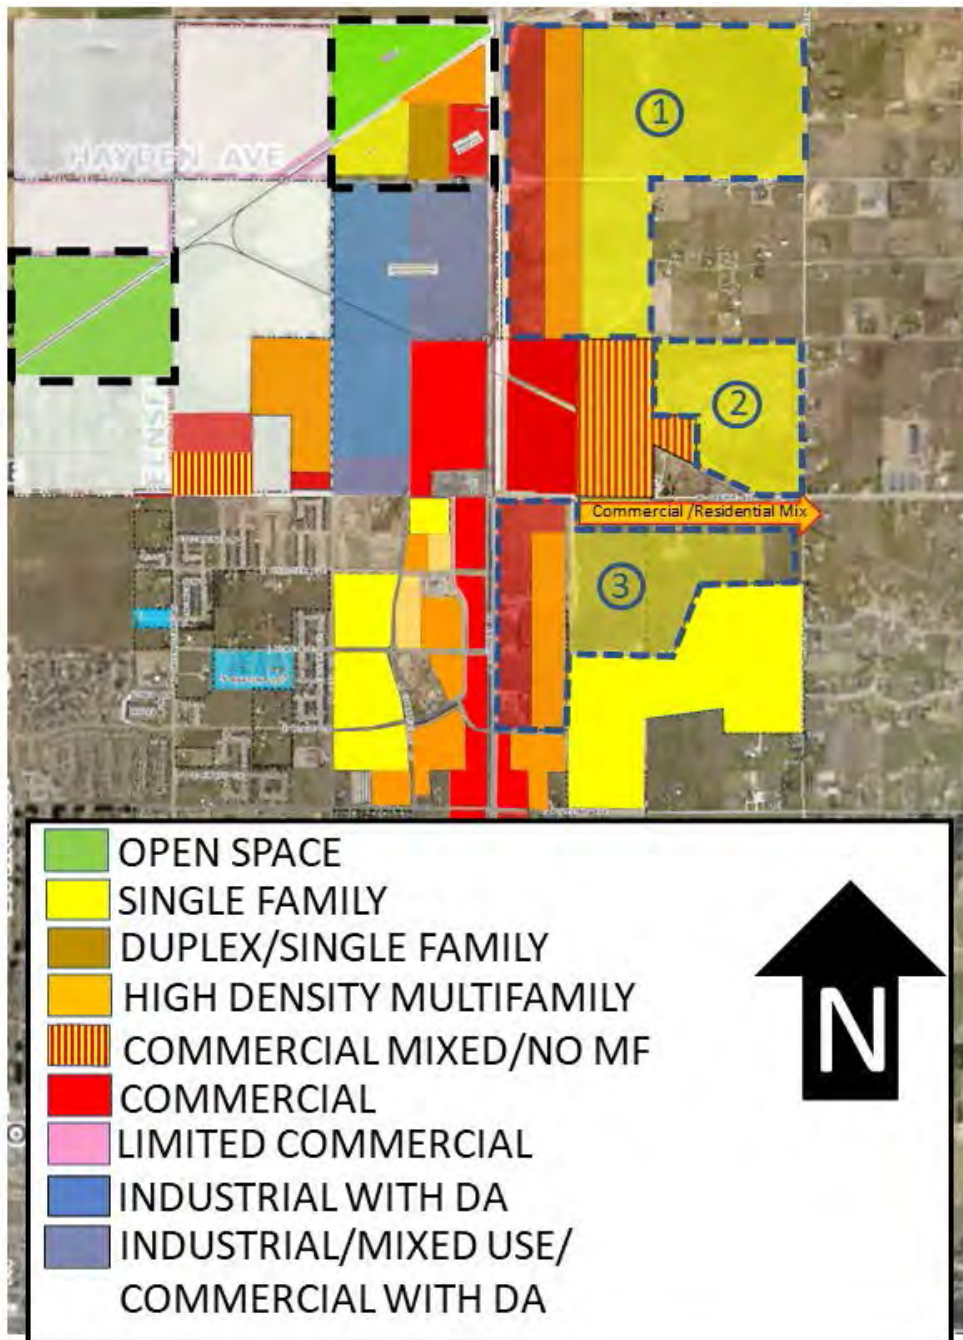 HAYDEN AVE
1
2
ELNSF
Commercial /Residential Mix
3
OPEN SPACE
SINGLE FAMILY
DUPLEX/SINGLE FAMILY
HIGH DENSITY MULTIFAMILY
COMMERCIAL MIXED/NO MF
COMMERCIAL
LIMITED COMMERCIAL
INDUSTRIAL WITH DA
INDUSTRIAL/MIXED USE/
COMMERCIAL WITH DA
N